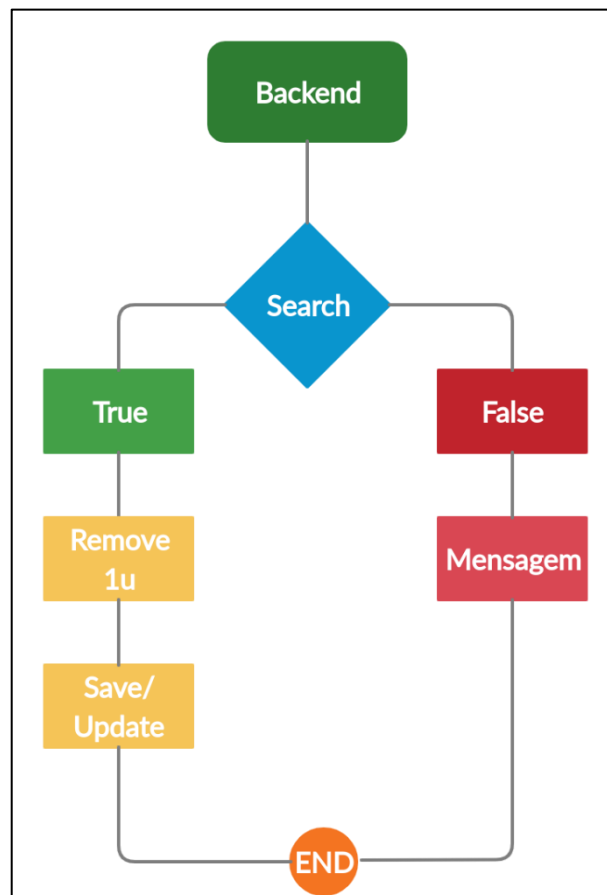 Backend
Search
True
False
Remove
1u
Mensagem
Save/
Update
END